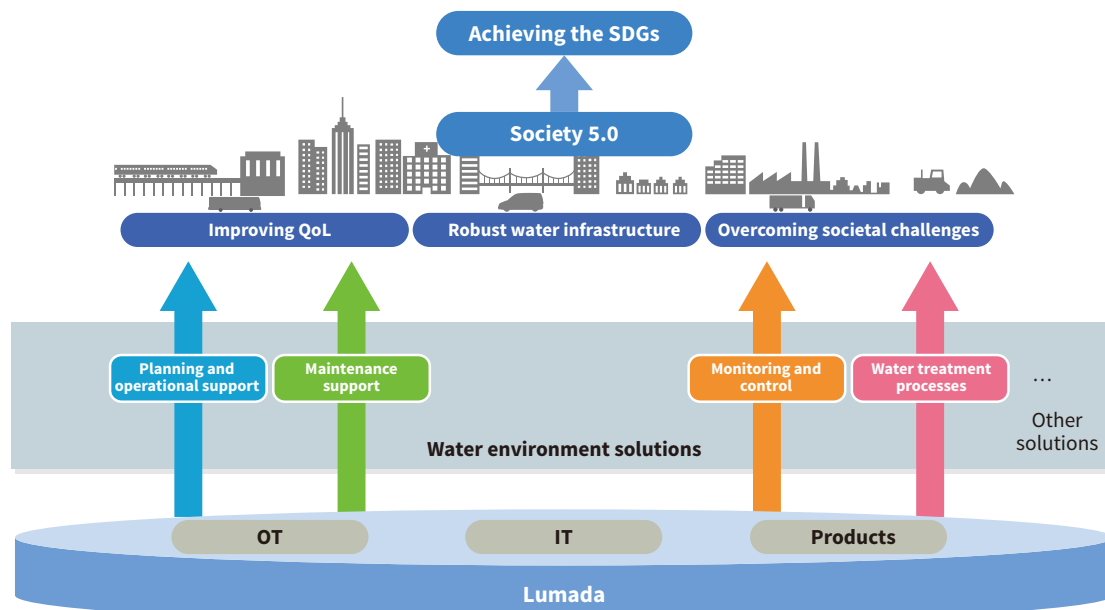 Achieving the SDGs
Society 5.0
Improving QoL
Robust water infrastructure
Overcoming societal challenges
Planning and
operational support
Maintenance
support
Monitoring and
control
Water treatment
processes
...
Other
solutions
Water environment solutions
OT
IT
Products
Lumada